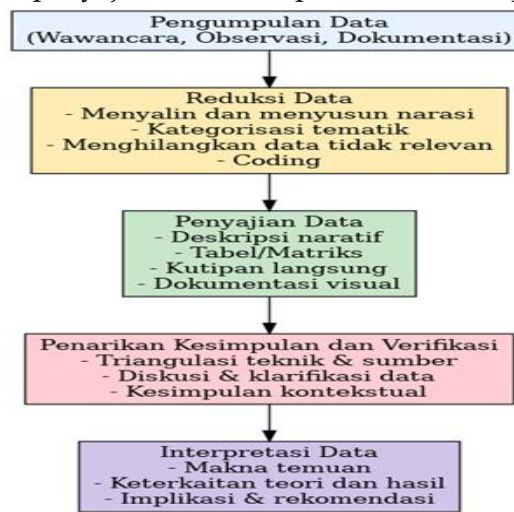 Pengumpulan Data
(Wawancara, Observasi, Dokumentasi)
Reduksi Data
- Menyalin dan menyusun narasi
- Kategorisasi tematik
- Menghilangkan data tidak relevan
- Coding
Penyajian Data
- Deskripsi naratif
- Tabel/Matriks
- Kutipan langsung
- Dokumentasi visual
Penarikan Kesimpulan dan Verifikasi
- Triangulasi teknik & sumber
- Diskusi & klarifikasi data
- Kesimpulan kontekstual
Interpretasi Data
- Makna temuan
- Keterkaitan teori dan hasil
- Implikasi & rekomendasi